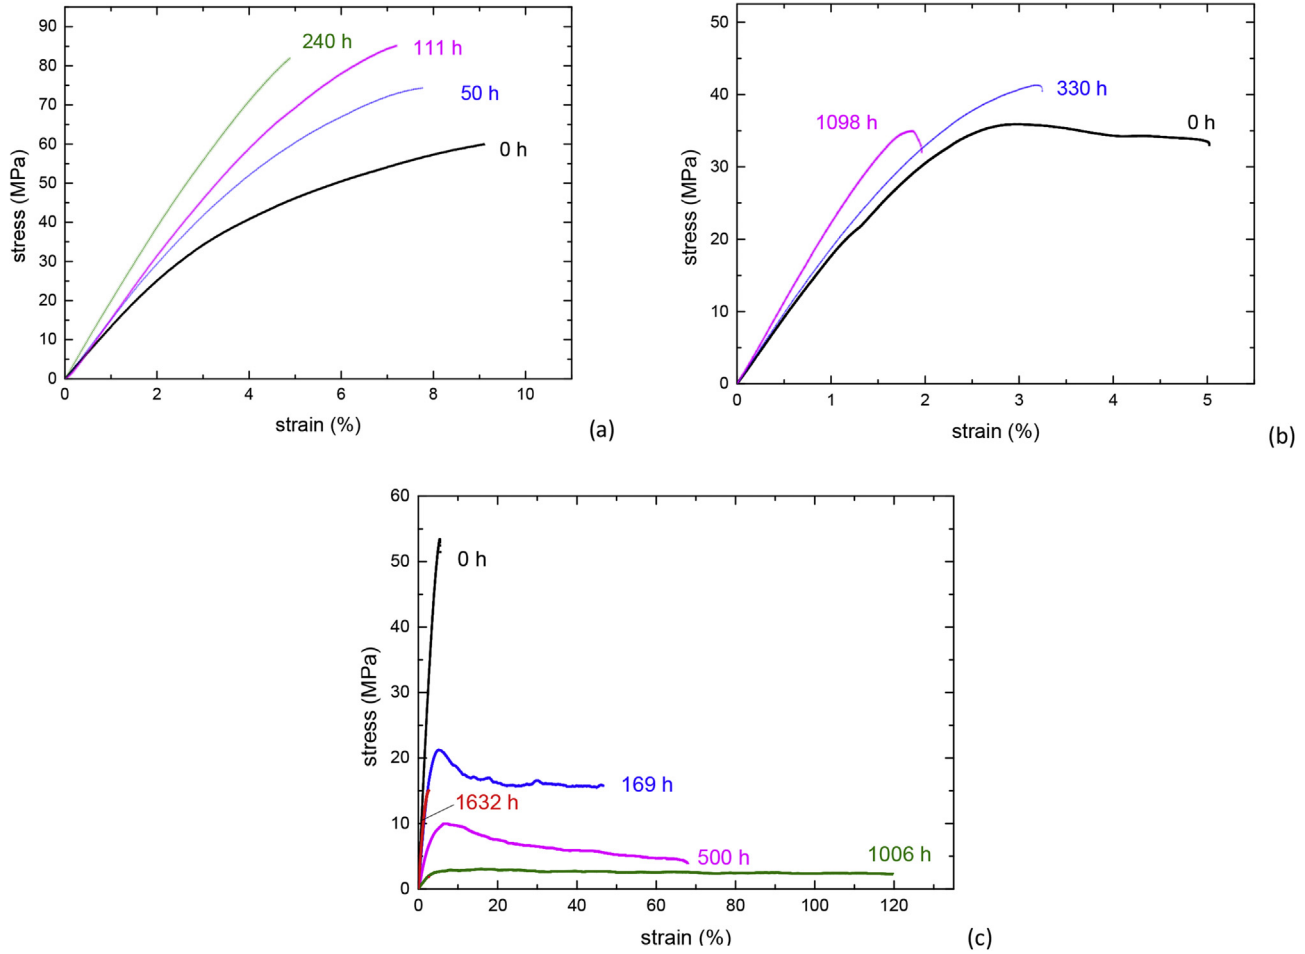 90
80
70
60
50
40
30
20
10
0
stress (MPa)
240 h
111 h
50 h
0 h
0 2 4 6 8 10
strain (%)
(a)
50
40
30
20
10
0
stress (MPa)
1098 h
330 h
0 h
0 1 2 3 4 5
strain (%)
(b)
60
50
40
30
20
10
0
stress (MPa)
0 h
169 h
1632 h
500 h
1006 h
0 20 40 60 80 100 120
strain (%)
(c)